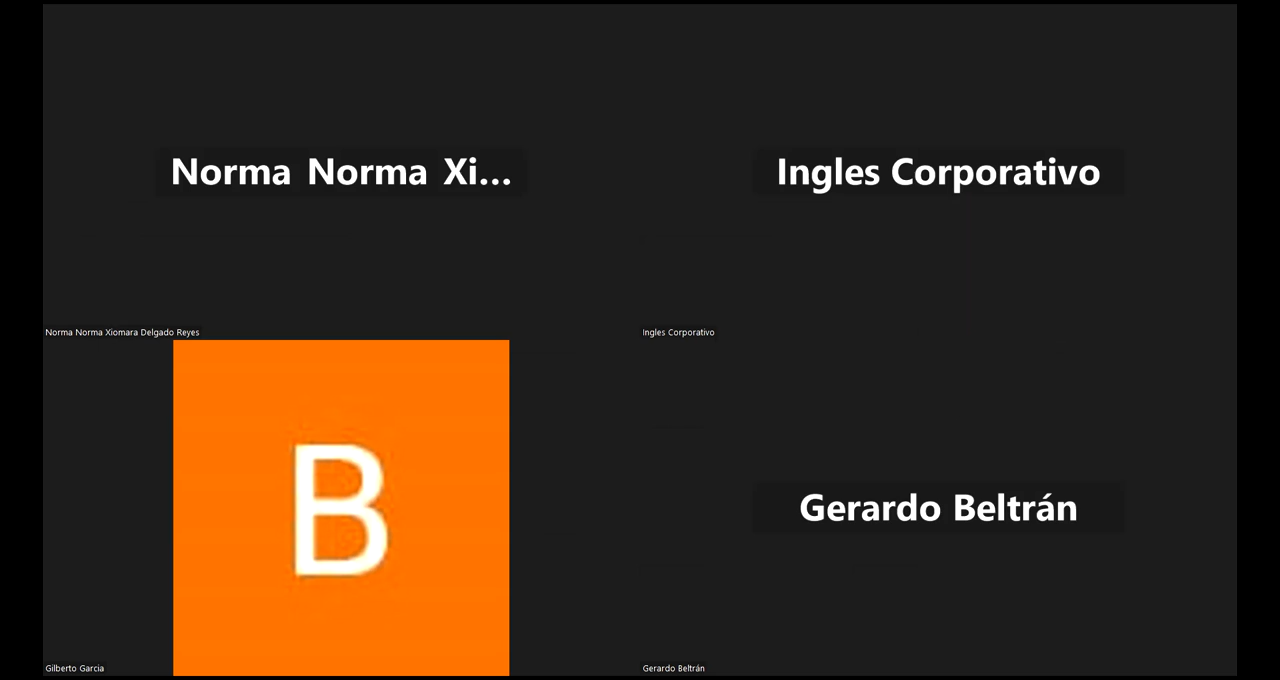 Norma Norma Xi...
Ingles Corporativo
Norma Norma Xiomara Delgado Reyes
Ingles Corporativo
B
Gerardo Beltrán
Gilberto Garcia
Gerardo Beltrán